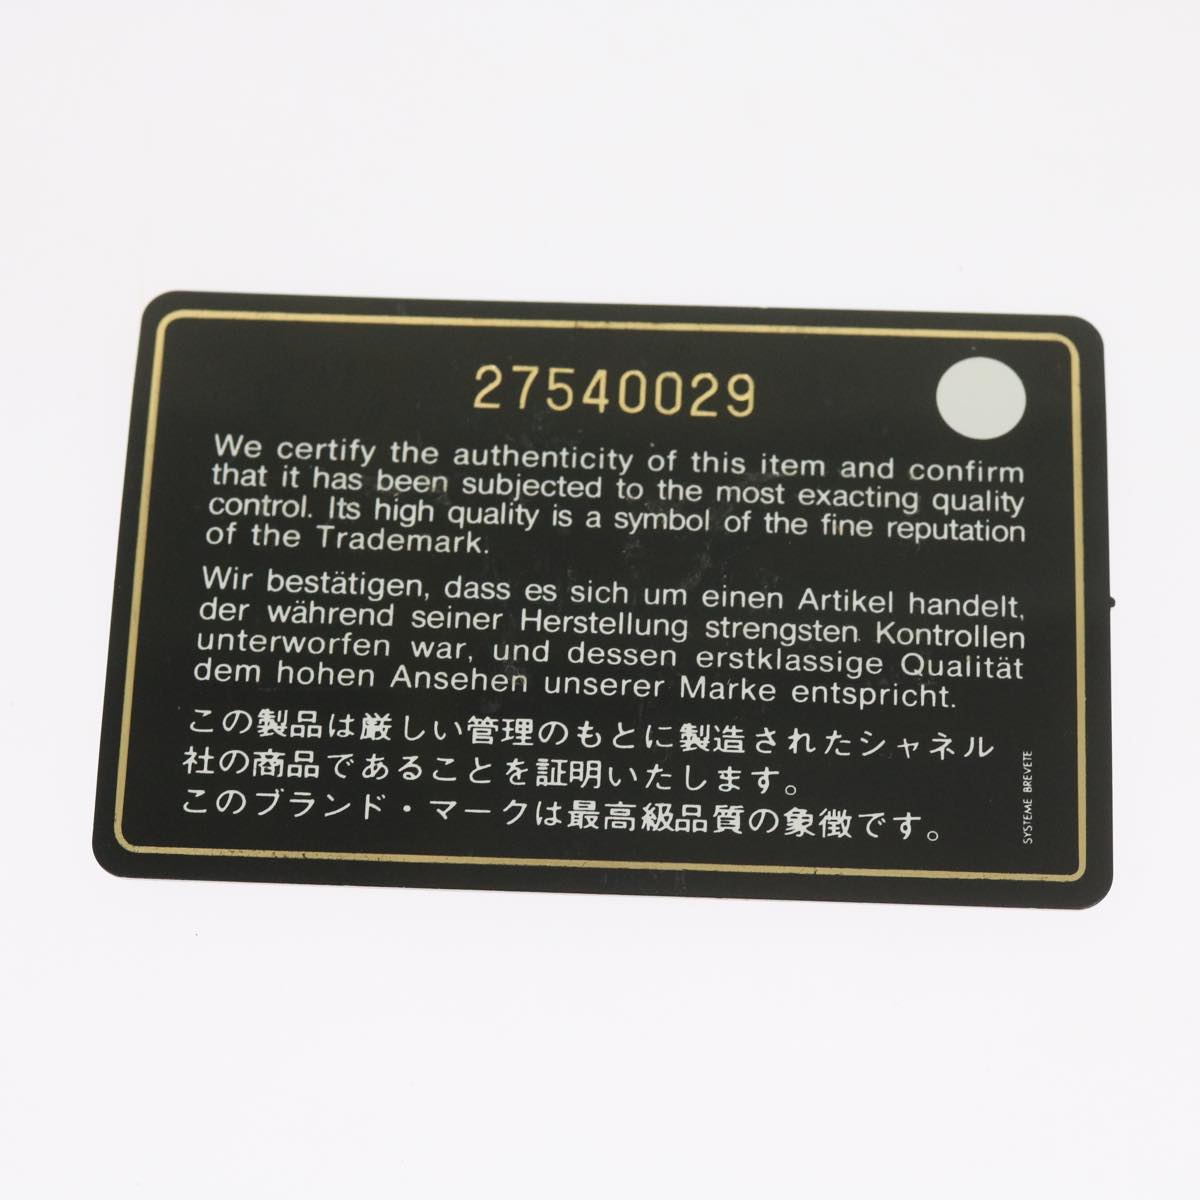 27540029
We certify the authenticity of this item and confirm
that it has been subjected to the most exacting quality
control. Its high quality is a symbol of the fine reputation
of the Trademark.
Wir bestätigen, dass es sich um einen Artikel handelt,
der während seiner Herstellung strengsten Kontrollen
unterworfen war, und dessen erstklassige Qualität
dem hohen Ansehen unserer Marke entspricht.
この製品は厳しい管理のもとに製造されたシャネル
社の商品であることを証明いたします。
このブランド・マークは最高級品質の象徴です。
SYSTEME BREVETE